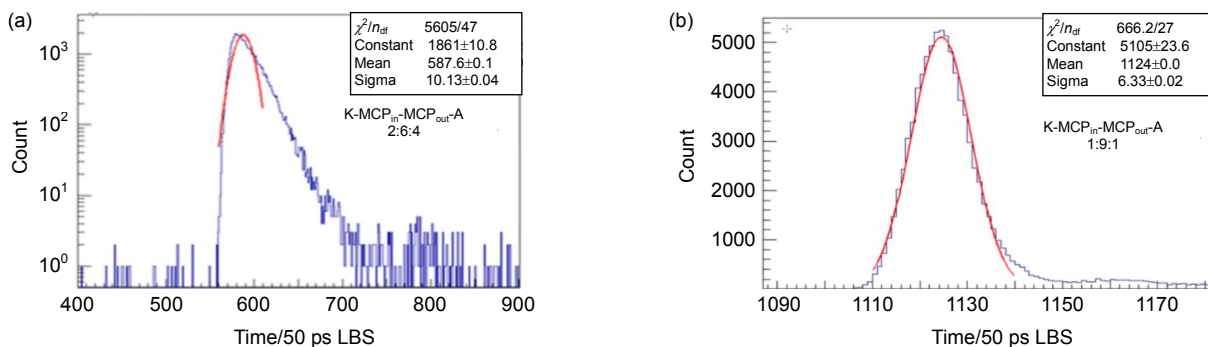 (a)
χ²/n_df 5605/47
Constant 1861±10.8
Mean 587.6±0.1
Sigma 10.13±0.04
K-MCP_in-MCP_out-A
2:6:4
Count
10³
10²
10¹
10⁰
400 500 600 700 800 900
Time/50 ps LBS
(b)
χ²/n_df 666.2/27
Constant 5105±23.6
Mean 1124±0.0
Sigma 6.33±0.02
K-MCP_in-MCP_out-A
1:9:1
Count
5000
4000
3000
2000
1000
1090 1110 1130 1150 1170
Time/50 ps LBS